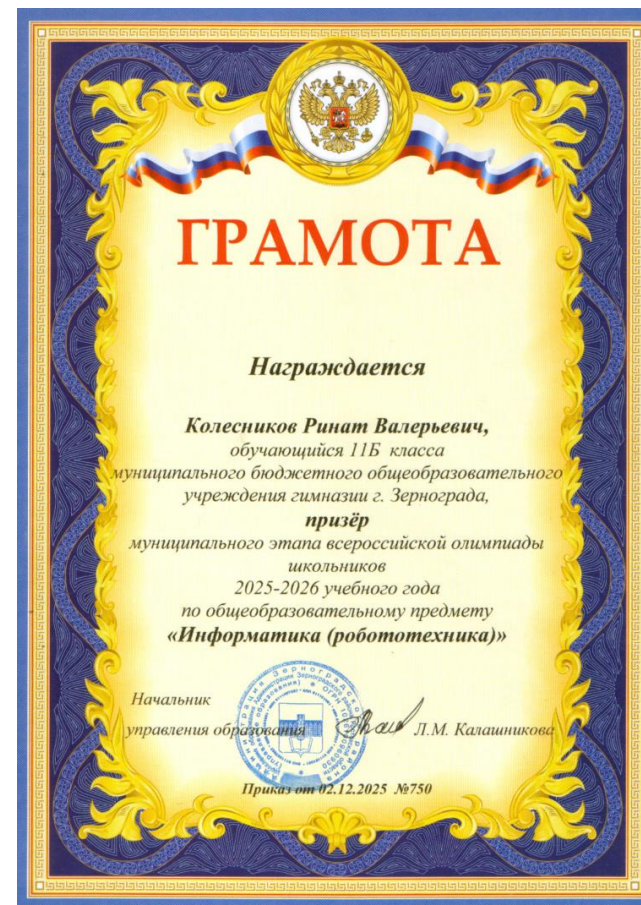 ГРАМОТА
Награждается
Колесников Ринат Валерьевич,
обучающийся 11Б класса
муниципального бюджетного общеобразовательного
учреждения гимназии г. Зернограда,
призёр
муниципального этапа всероссийской олимпиады
школьников
2025-2026 учебного года
по общеобразовательному предмету
«Информатика (робототехника)»
Начальник
управления образования Л.М. Калашникова
Приказ от 02.12.2025 №750